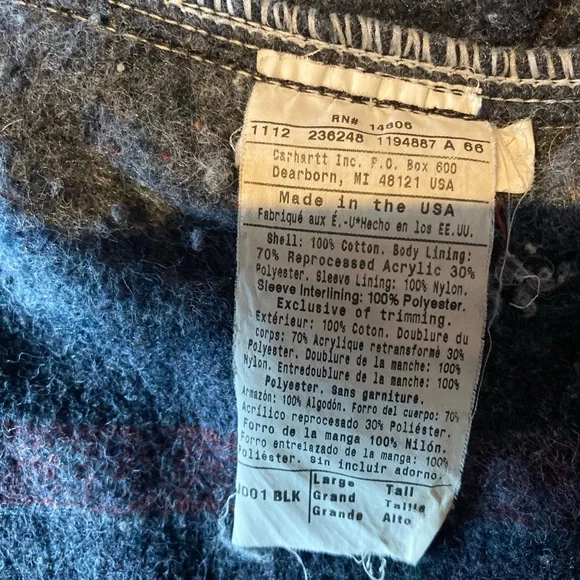 RN# 14806
1112 236248 1194887 A 66
Carhartt Inc. P.O. Box 600
Dearborn, MI 48121 USA
Made in the USA
Fabriqué aux É.-U*Hecho en los EE.UU.
Shell: 100% Cotton. Body Lining:
70% Reprocessed Acrylic 30%
Polyester. Sleeve Lining: 100% Nylon.
Sleeve Interlining: 100% Polyester.
Exclusive of trimming.
Extérieur: 100% Coton. Doublure du
corps: 70% Acrylique retransformé 30%
Polyester. Doublure de la manche: 100%
Nylon. Entredoublure de la manche: 100%
Polyester. Sans garniture.
Armazón: 100% Algodón. Forro del cuerpo: 70%
Acrílico reprocesado 30% Poliéster.
Forro de la manga 100% Nilón.
Forro entrelazado de la manga: 100%
Poliéster. Sin incluir adorno.
J001 BLK
Large Tall
Grand Taille
Grande Alto